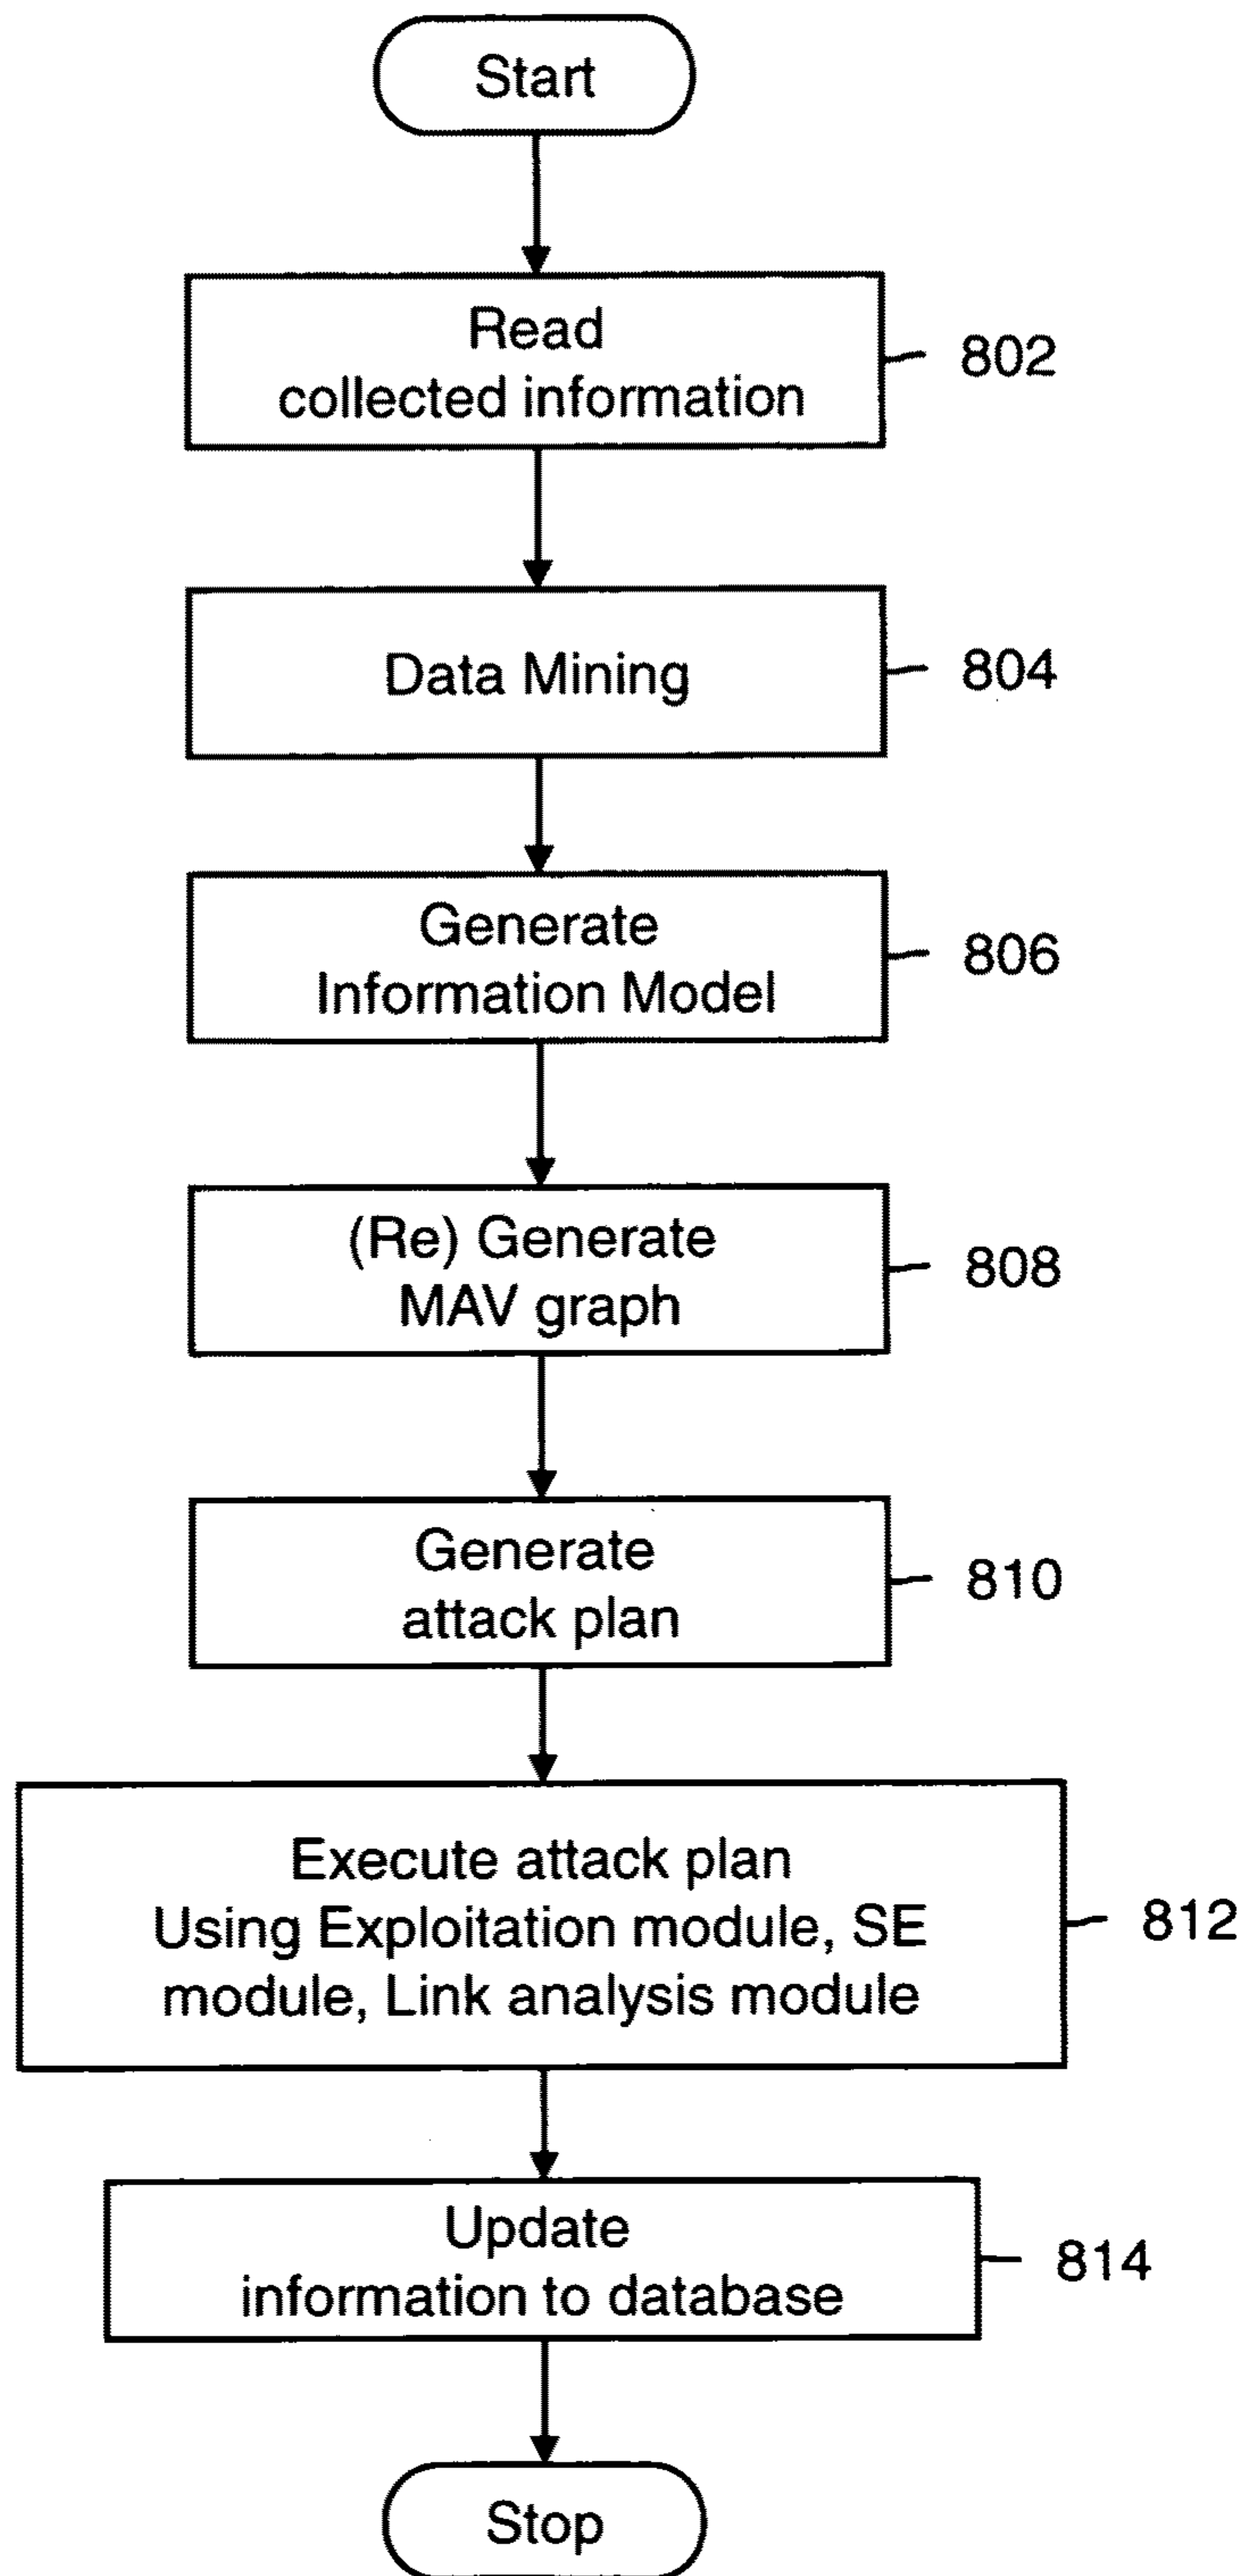 Start
Read
collected information
802
Data Mining
804
Generate
Information Model
806
(Re) Generate
MAV graph
808
Generate
attack plan
810
Execute attack plan
Using Exploitation module, SE
module, Link analysis module
812
Update
information to database
814
Stop